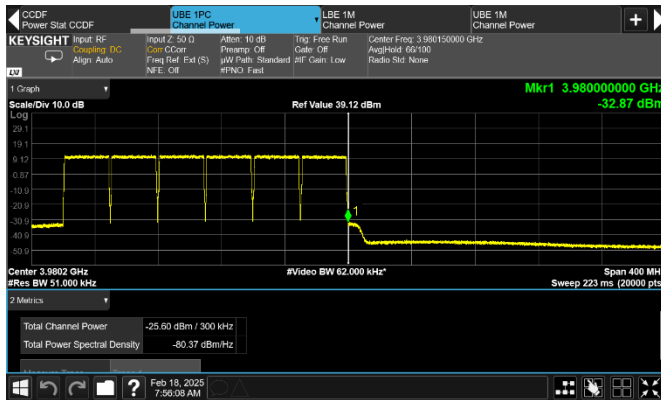 CCDF
Power Stat CCDF
UBE 1PC
Channel Power
LBE 1M
Channel Power
UBE 1M
Channel Power
KEYSIGHT
Input: RF
Coupling: DC
Align: Auto
Input Z: 50 Ω
Corr CCorr
Freq Ref: Ext (S)
NFE: Off
Atten: 10 dB
Preamp: Off
µW Path: Standard
#PNO: Fast
Trig: Free Run
Gate: Off
#IF Gain: Low
Center Freq: 3.980150000 GHz
Avg|Hold: 66/100
Radio Std: None
LXI
1 Graph
Mkr1 3.980000000 GHz
Scale/Div 10.0 dB
Ref Value 39.12 dBm
-32.87 dBm
Log
29.1
19.1
9.12
-0.87
-10.9
-20.9
-30.9
-40.9
-50.9
1
Center 3.9802 GHz
#Video BW 62.000 kHz*
Span 400 MH
#Res BW 51.000 kHz
Sweep 223 ms (20000 pts
2 Metrics
Total Channel Power
-25.60 dBm / 300 kHz
Total Power Spectral Density
-80.37 dBm/Hz
?
Feb 18, 2025
7:56:08 AM